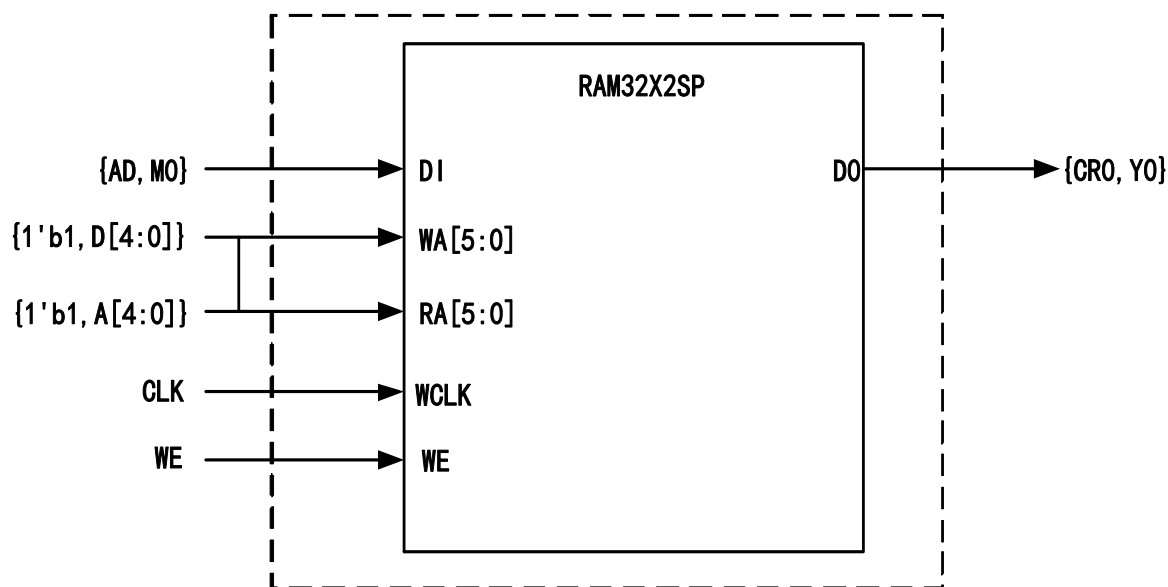 RAM32X2SP
{AD, M0}
DI
DO
{CR0, Y0}
{1'b1, D[4:0]}
WA[5:0]
{1'b1, A[4:0]}
RA[5:0]
CLK
WCLK
WE
WE